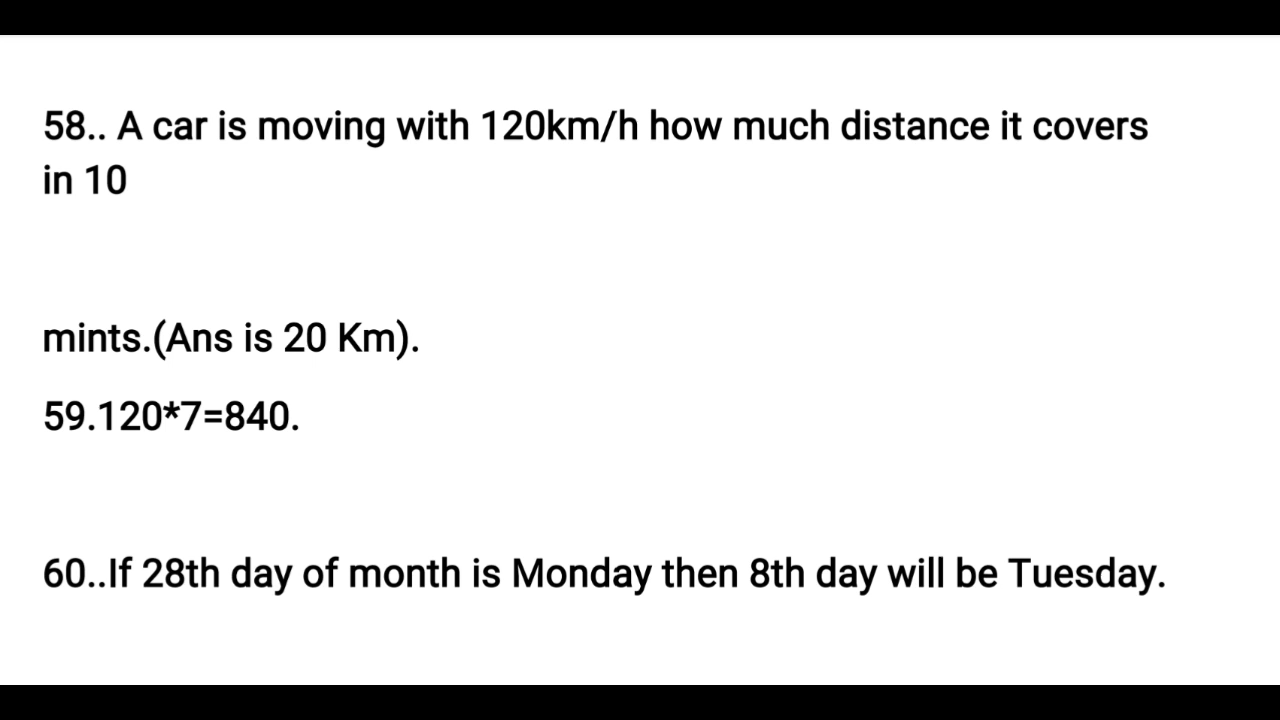 58.. A car is moving with 120km/h how much distance it covers
in 10
mints.(Ans is 20 Km).
59.120*7=840.
60..If 28th day of month is Monday then 8th day will be Tuesday.